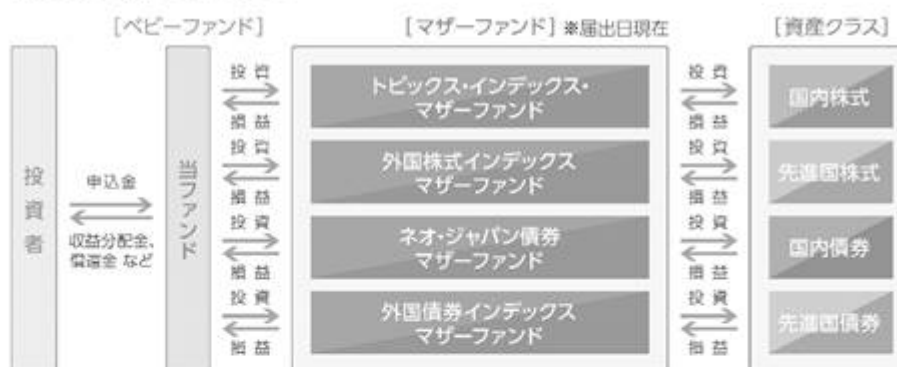 [ベビーファンド]
[マザーファンド] ※届出日現在
[資産クラス]
投資者
申込金
収益分配金、
償還金 など
当ファンド
投資
損益
トピックス・インデックス・
マザーファンド
投資
損益
国内株式
投資
損益
外国株式インデックス
マザーファンド
投資
損益
先進国株式
投資
損益
ネオ・ジャパン債券
マザーファンド
投資
損益
国内債券
投資
損益
外国債券インデックス
マザーファンド
投資
損益
先進国債券